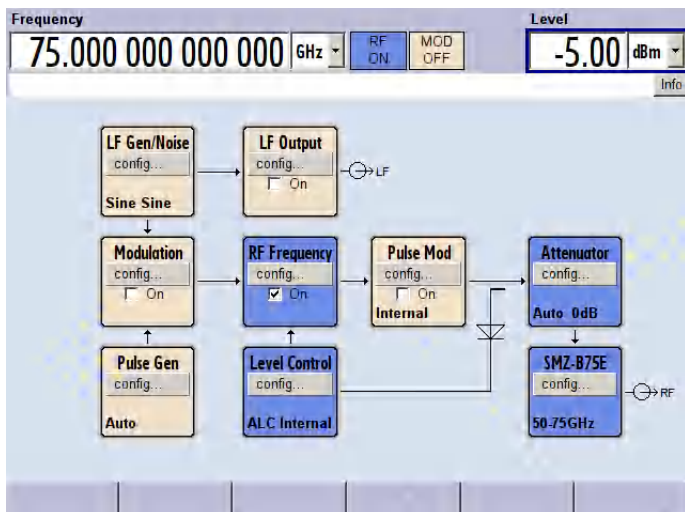 Frequency Level
75.000 000 000 000 GHz RF ON MOD OFF -5.00 dBm
Info
LF Gen/Noise
config...
Sine Sine
LF Output
config...
On
LF
Modulation
config...
On
RF Frequency
config...
On
Pulse Mod
config...
On
Internal
Attenuator
config...
Auto 0dB
Pulse Gen
config...
Auto
Level Control
config...
ALC Internal
SMZ-B75E
config...
50-75GHz
RF